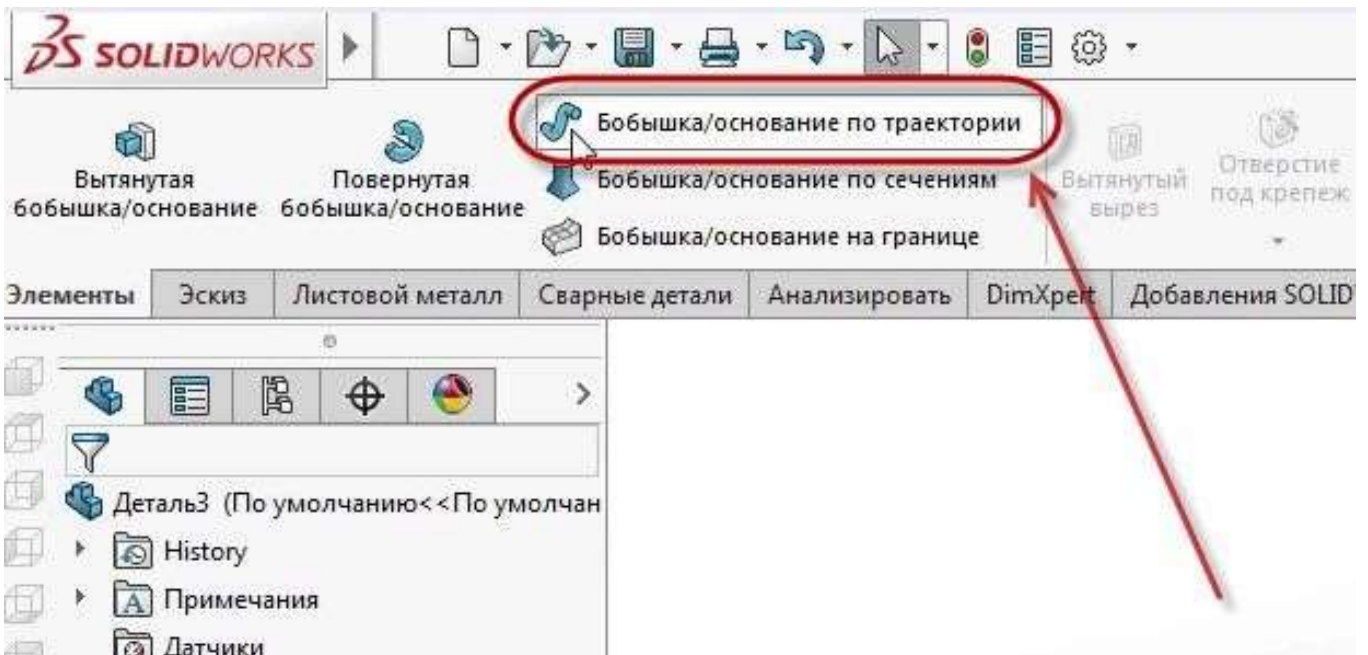 SOLIDWORKS
Бобышка/основание по траектории
Вытянутая
бобышка/основание
Повернутая
бобышка/основание
Бобышка/основание по сечениям
Бобышка/основание на границе
Вытянутый
вырез
Отверстие
под крепеж
Элементы
Эскиз
Листовой металл
Сварные детали
Анализировать
DimXpert
Добавления SOLID
Деталь3 (По умолчанию<<По умолчан
History
Примечания
Датчики